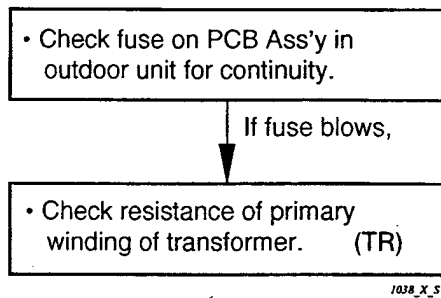 • Check fuse on PCB Ass'y in
outdoor unit for continuity.
If fuse blows,
• Check resistance of primary
winding of transformer. (TR)
1038_X_S